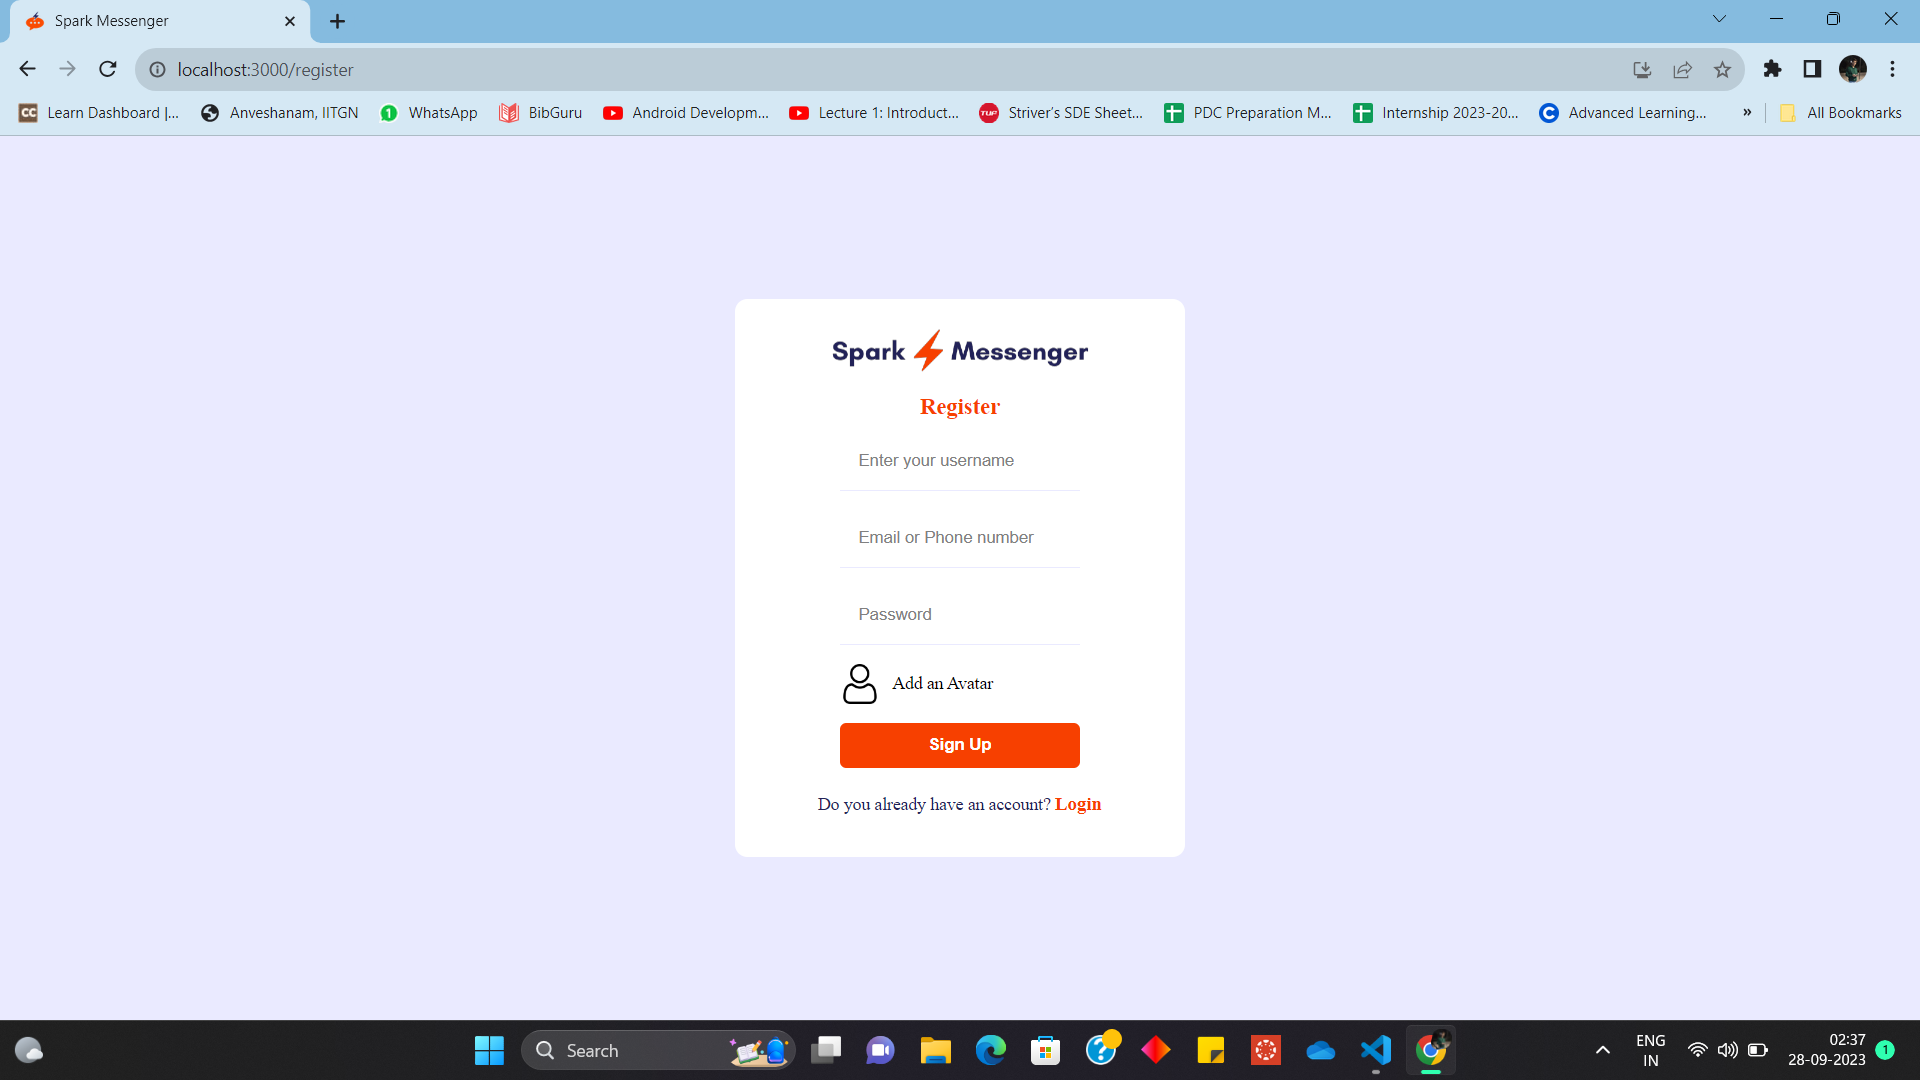 Spark Messenger
localhost:3000/register
CC Learn Dashboard |... Anveshanam, IITGN 1 WhatsApp BibGuru Android Developm... Lecture 1: Introduct... TUF Striver's SDE Sheet... PDC Preparation M... Internship 2023-20... C Advanced Learning... » All Bookmarks
Spark Messenger
Register
Enter your username
Email or Phone number
Password
Add an Avatar
Sign Up
Do you already have an account? Login
Search
ENG
IN
02:37
28-09-2023
1